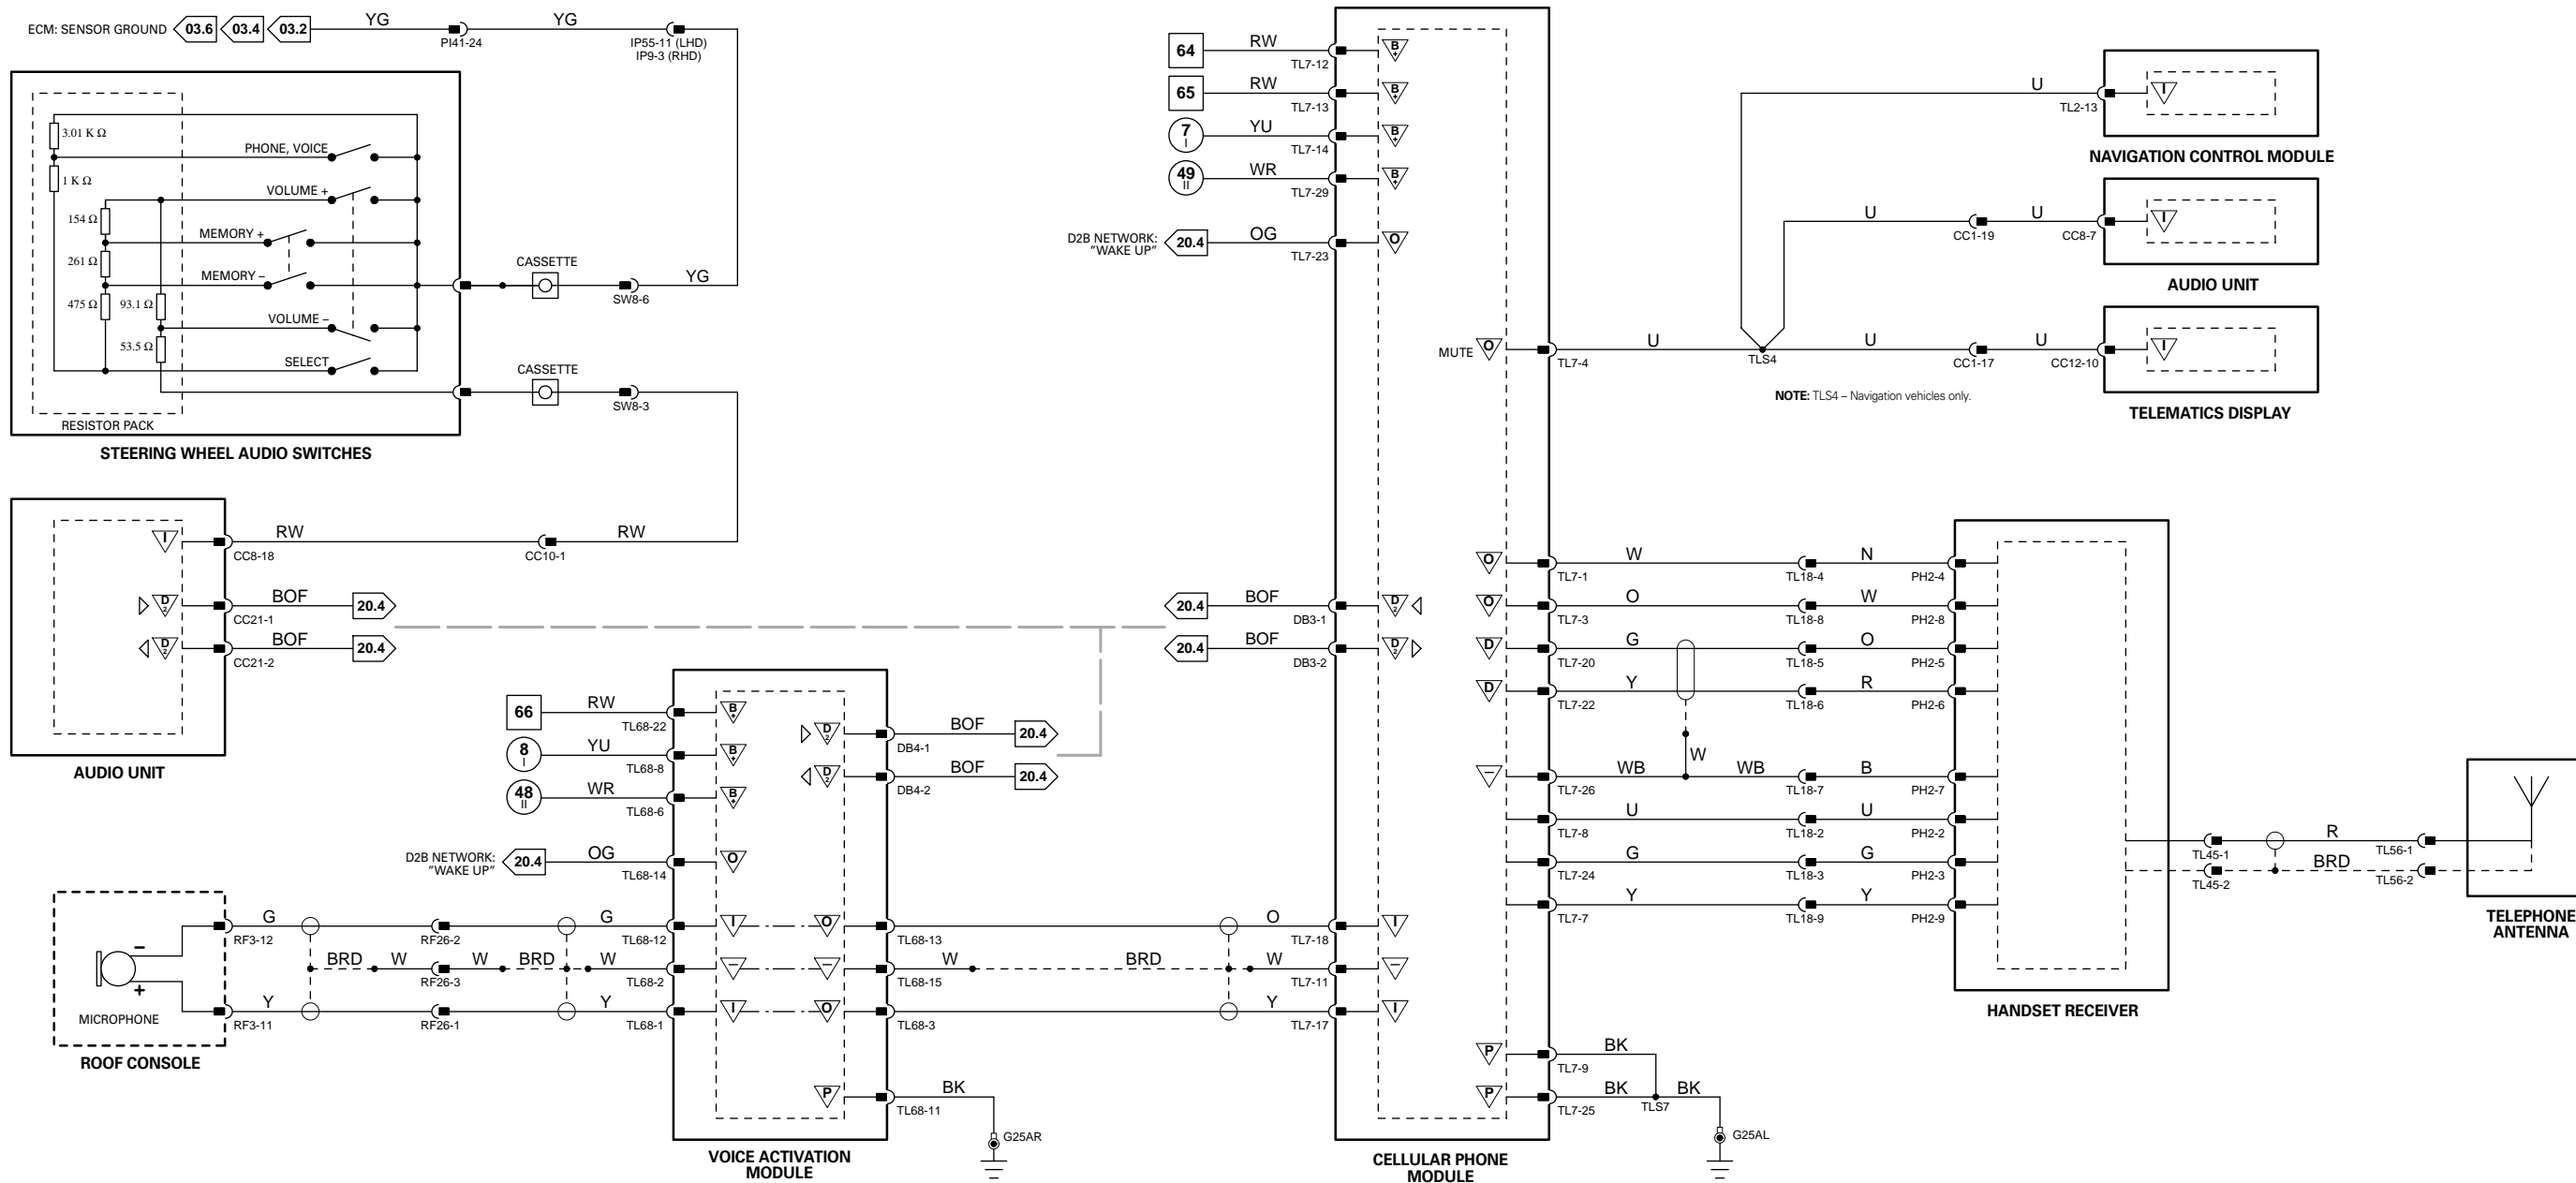 ECM: SENSOR GROUND 03.6 03.4 03.2 YG YG
PI41-24
IP55-11 (LHD)
IP9-3 (RHD)
3.01 K Ω
PHONE, VOICE
1 K Ω
VOLUME +
154 Ω
MEMORY +
261 Ω
MEMORY –
475 Ω 93.1 Ω
VOLUME –
53.5 Ω
SELECT
RESISTOR PACK
STEERING WHEEL AUDIO SWITCHES
CASSETTE
SW8-6
YG
CASSETTE
SW8-3
I RW RW
CC8-18 CC10-1
D2 BOF 20.4
CC21-1
D2 BOF 20.4
CC21-2
AUDIO UNIT
66 RW B+
TL68-22
8 I YU B+
TL68-8
48 II WR B+
TL68-6
D2B NETWORK:
"WAKE UP"
20.4 OG O
TL68-14
D2 BOF 20.4
DB4-1
D2 BOF 20.4
DB4-2
G G I O
RF3-12 RF26-2 TL68-12 TL68-13
BRD W W BRD W – –
RF26-3 TL68-2 TL68-15
Y Y I O
RF3-11 RF26-1 TL68-1 TL68-3
–
+
MICROPHONE
ROOF CONSOLE
P BK
TL68-11
G25AR
VOICE ACTIVATION
MODULE
O I
TL7-18
W BRD W –
TL7-11
Y I
TL7-17
64 RW B+
TL7-12
65 RW B+
TL7-13
7 I YU B+
TL7-14
49 II WR B+
TL7-29
D2B NETWORK:
"WAKE UP"
20.4 OG O
TL7-23
20.4 BOF D2
DB3-1
20.4 BOF D2
DB3-2
MUTE O U U U
TL7-4 TLS4 CC1-17 CC12-10
I
TELEMATICS DISPLAY
NOTE: TLS4 – Navigation vehicles only.
U I
TL2-13
NAVIGATION CONTROL MODULE
U U I
CC1-19 CC8-7
AUDIO UNIT
O W N
TL7-1 TL18-4 PH2-4
O O W
TL7-3 TL18-8 PH2-8
D G O
TL7-20 TL18-5 PH2-5
D Y R
TL7-22 TL18-6 PH2-6
W
– WB WB B
TL7-26 TL18-7 PH2-7
U U
TL7-8 TL18-2 PH2-2
G G
TL7-24 TL18-3 PH2-3
Y Y
TL7-7 TL18-9 PH2-9
HANDSET RECEIVER
R
TL45-1 TL56-1
BRD
TL45-2 TL56-2
TELEPHONE
ANTENNA
P BK
TL7-9
P BK BK
TL7-25 TLS7
G25AL
CELLULAR PHONE
MODULE